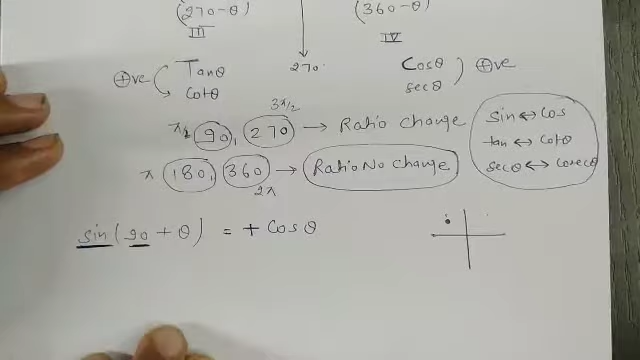 (270-θ)
(360-θ)
III
IV
270.
⊕ve
Tanθ
Cotθ
Cosθ
secθ
⊕ve
3π/2
π/2 90, 270 → Ratio Change
π 180, 360 → Ratio No Change
2π
sin ↔ Cos
tan ↔ Cotθ
secθ ↔ Cosecθ
sin(90 + θ) = + Cosθ